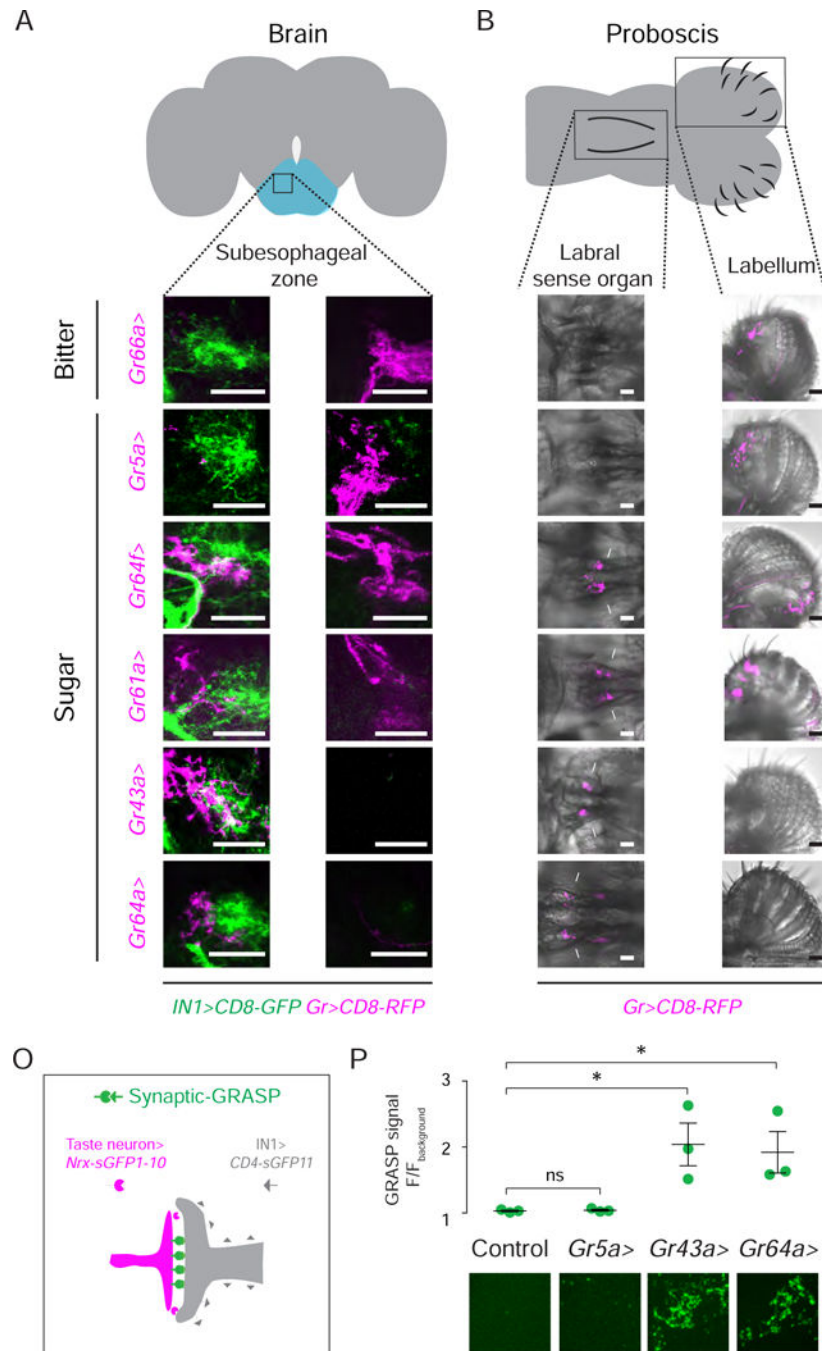 A
Brain
B
Proboscis
Subesophageal
zone
Labral
sense organ
Labellum
Bitter
Gr66a>
Sugar
Gr5a>
Gr64f>
Gr61a>
Gr43a>
Gr64a>
IN1>CD8-GFP Gr>CD8-RFP
Gr>CD8-RFP
O
Synaptic-GRASP
Taste neuron>
Nrx-sGFP1-10
IN1>
CD4-sGFP11
P
GRASP signal
F/Fbackground
3
2
1
*
*
ns
Control Gr5a> Gr43a> Gr64a>